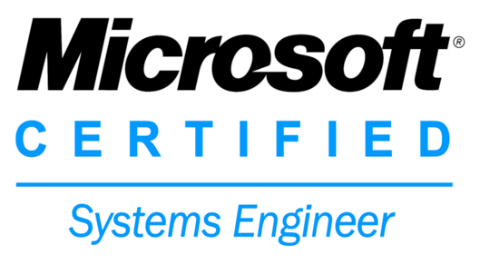 Microsoft®
CERTIFIED
Systems Engineer